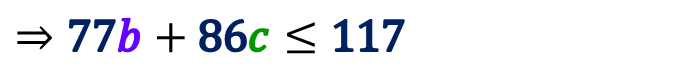 ⇒ 77b + 86c ≤ 117